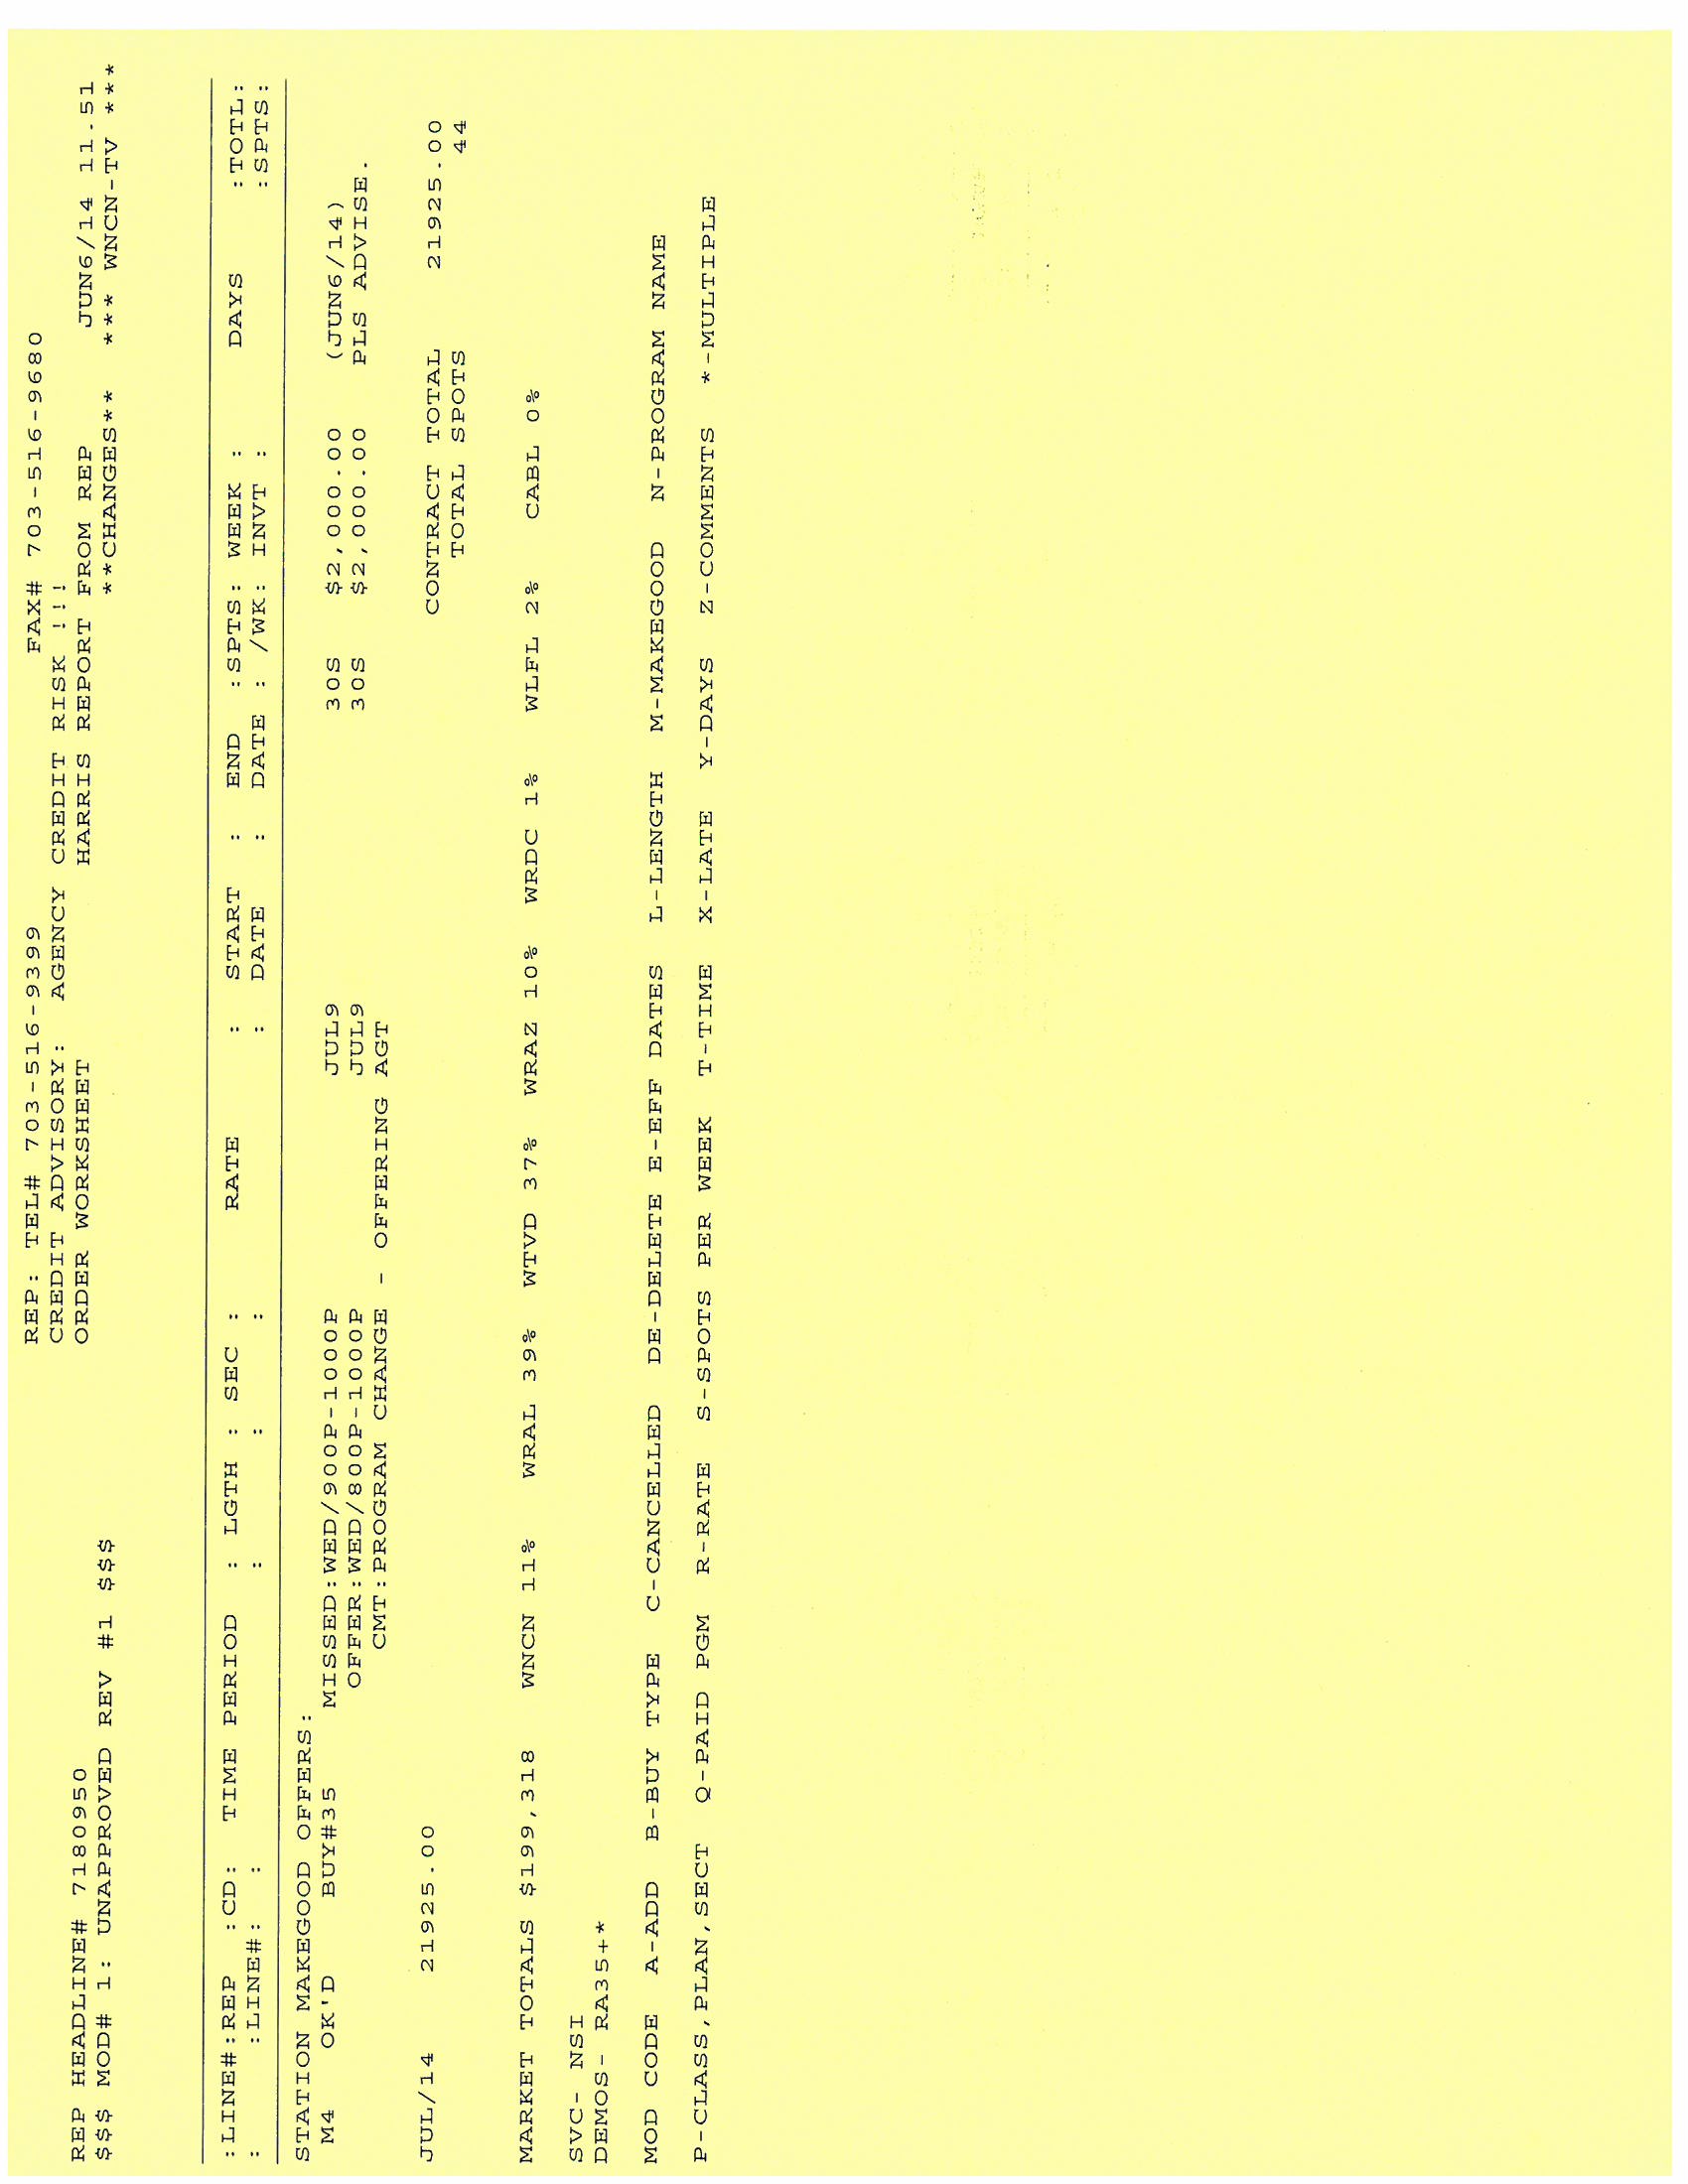 REP: TEL# 703-516-9399 FAX# 703-516-9680
CREDIT ADVISORY: AGENCY CREDIT RISK !!!
REP HEADLINE# 7180950 ORDER WORKSHEET HARRIS REPORT FROM REP JUN6/14 11.51
$$$ MOD# 1: UNAPPROVED REV #1 $$$ **CHANGES** *** WNCN-TV ***
:LINE#:REP :CD: TIME PERIOD : LGTH : SEC : RATE : START : END :SPTS: WEEK : DAYS :TOTL:
: :LINE#: : : : : : DATE : DATE : /WK: INVT : :SPTS:
STATION MAKEGOOD OFFERS:
M4 OK'D BUY#35 MISSED:WED/900P-1000P JUL9 30S $2,000.00 (JUN6/14)
OFFER:WED/800P-1000P JUL9 30S $2,000.00 PLS ADVISE.
CMT:PROGRAM CHANGE - OFFERING AGT
JUL/14 21925.00 CONTRACT TOTAL 21925.00
TOTAL SPOTS 44
MARKET TOTALS $199,318 WNCN 11% WRAL 39% WTVD 37% WRAZ 10% WRDC 1% WLFL 2% CABL 0%
SVC- NSI
DEMOS- RA35+*
MOD CODE A-ADD B-BUY TYPE C-CANCELLED DE-DELETE E-EFF DATES L-LENGTH M-MAKEGOOD N-PROGRAM NAME
P-CLASS,PLAN,SECT Q-PAID PGM R-RATE S-SPOTS PER WEEK T-TIME X-LATE Y-DAYS Z-COMMENTS *-MULTIPLE